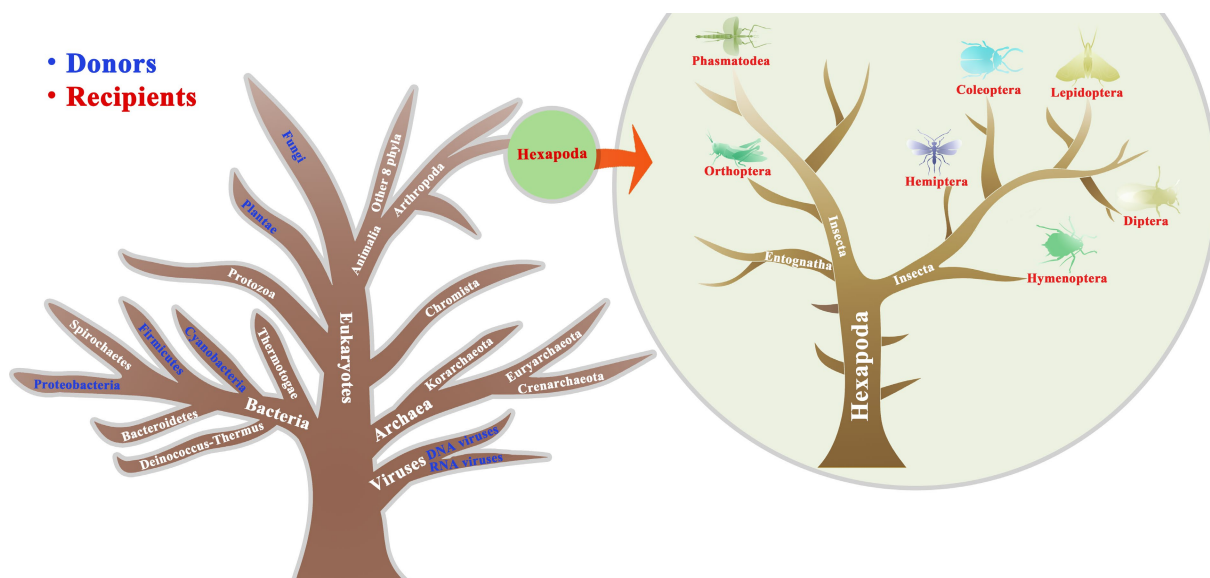 • Donors
• Recipients
Fungi
Other 8 phyla
Arthropoda
Hexapoda
Plantae
Animalia
Protozoa
Chromista
Eukaryotes
Spirochaetes
Firmicutes
Cyanobacteria
Thermotogae
Proteobacteria
Bacteria
Bacteroidetes
Deinococcus-Thermus
Korarchaeota
Euryarchaeota
Crenarchaeota
Archaea
Viruses
DNA viruses
RNA viruses
Phasmatodea
Coleoptera
Lepidoptera
Orthoptera
Hemiptera
Diptera
Insecta
Entognatha
Insecta
Hymenoptera
Hexapoda